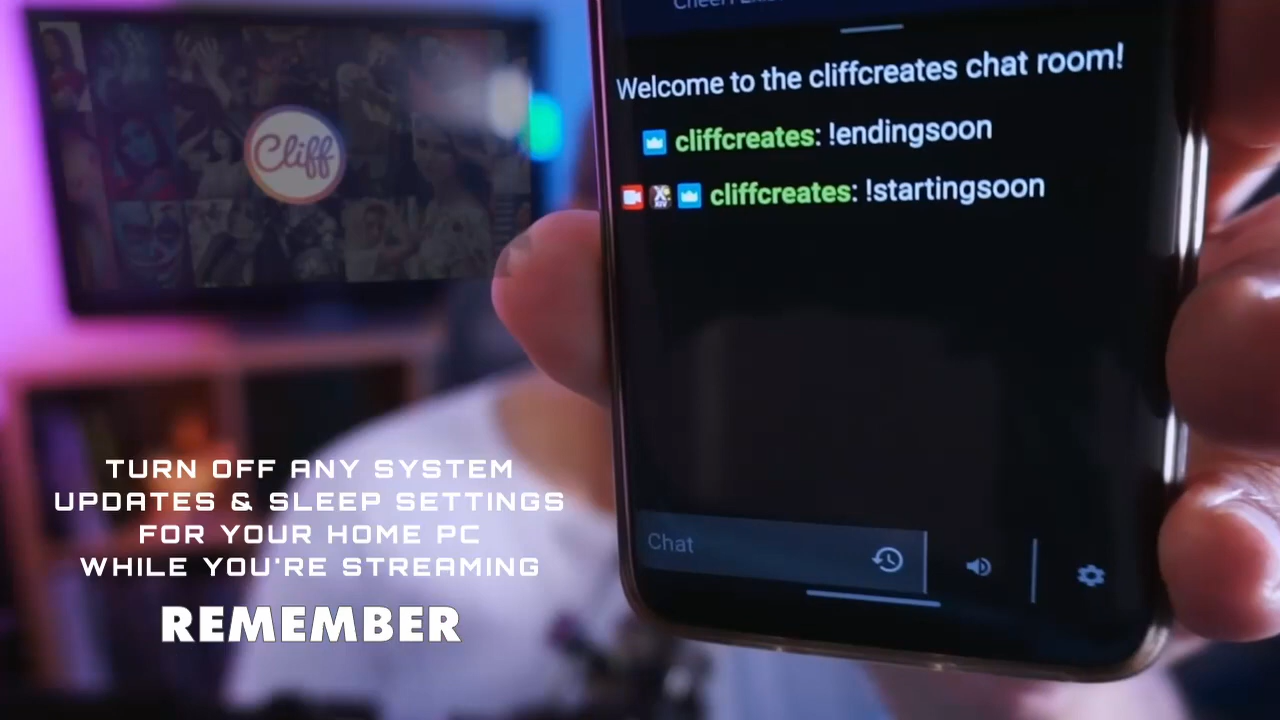 Cliff
Welcome to the cliffcreates chat room!
cliffcreates: !endingsoon
cliffcreates: !startingsoon
Chat
TURN OFF ANY SYSTEM
UPDATES & SLEEP SETTINGS
FOR YOUR HOME PC
WHILE YOU'RE STREAMING
REMEMBER